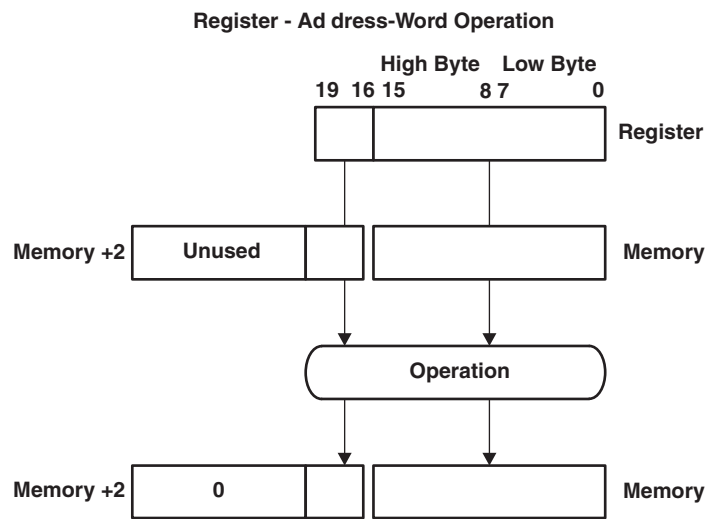 Register - Ad dress-Word Operation
High Byte Low Byte
19 16 15 8 7 0
Register
Memory +2 Unused Memory
Operation
Memory +2 0 Memory